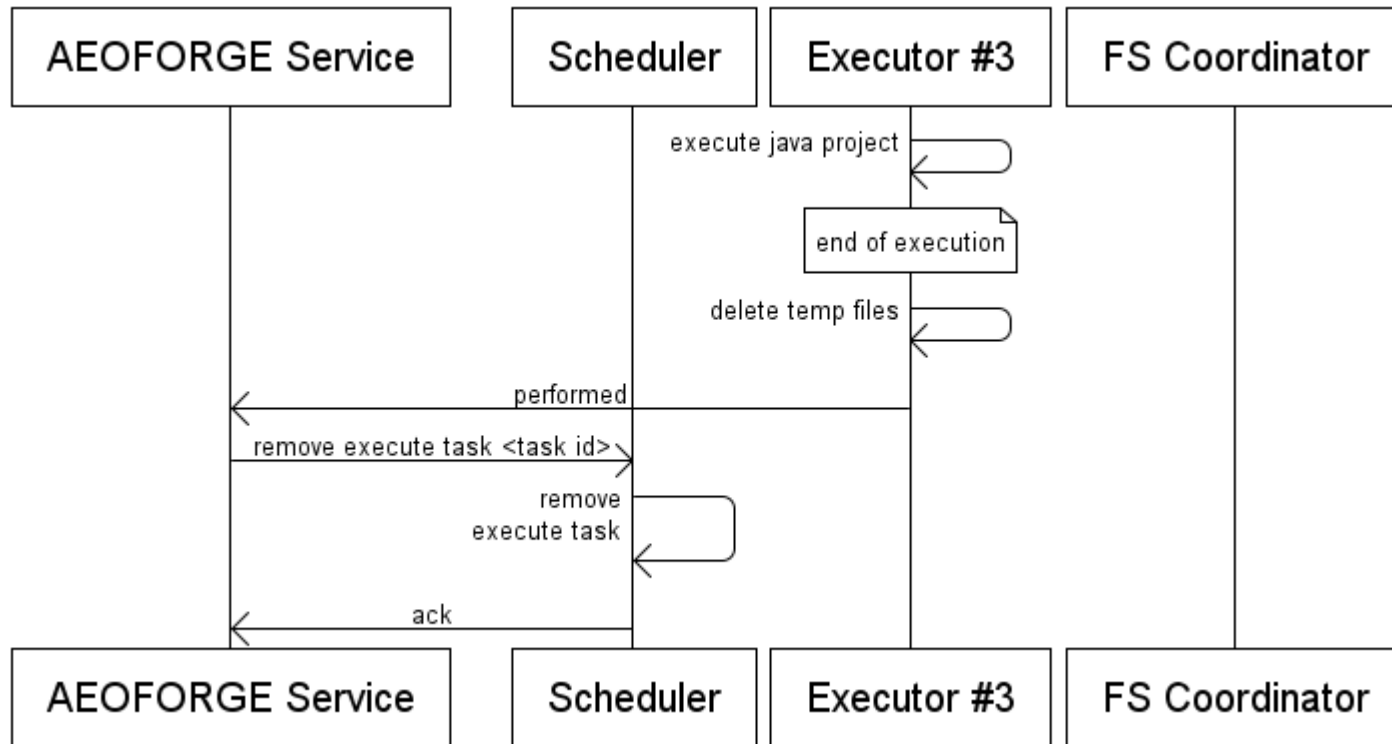 AEOFORGE Service
Scheduler
Executor #3
FS Coordinator
execute java project
end of execution
delete temp files
performed
remove execute task <task id>
remove
execute task
ack
AEOFORGE Service
Scheduler
Executor #3
FS Coordinator